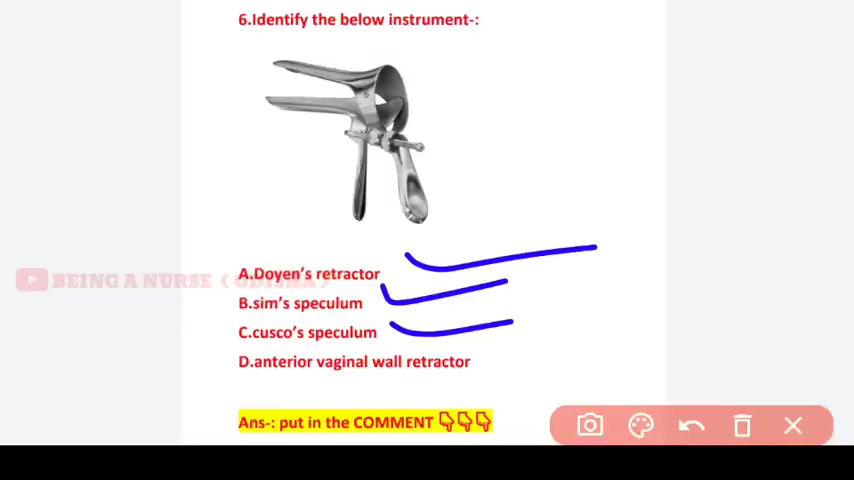 6.Identify the below instrument-:
A.Doyen's retractor
BEING A NURSE ( ODISHA )
B.sim's speculum
C.cusco's speculum
D.anterior vaginal wall retractor
Ans-: put in the COMMENT 👇👇👇